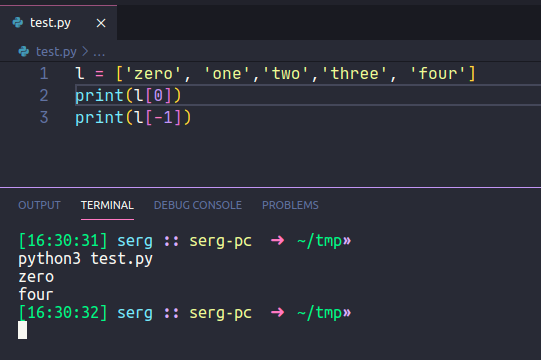 test.py ×
test.py > ...
1 l = ['zero', 'one','two','three', 'four']
2 print(l[0])
3 print(l[-1])
OUTPUT TERMINAL DEBUG CONSOLE PROBLEMS
[16:30:31] serg :: serg-pc ➜ ~/tmp»
python3 test.py
zero
four
[16:30:32] serg :: serg-pc ➜ ~/tmp»